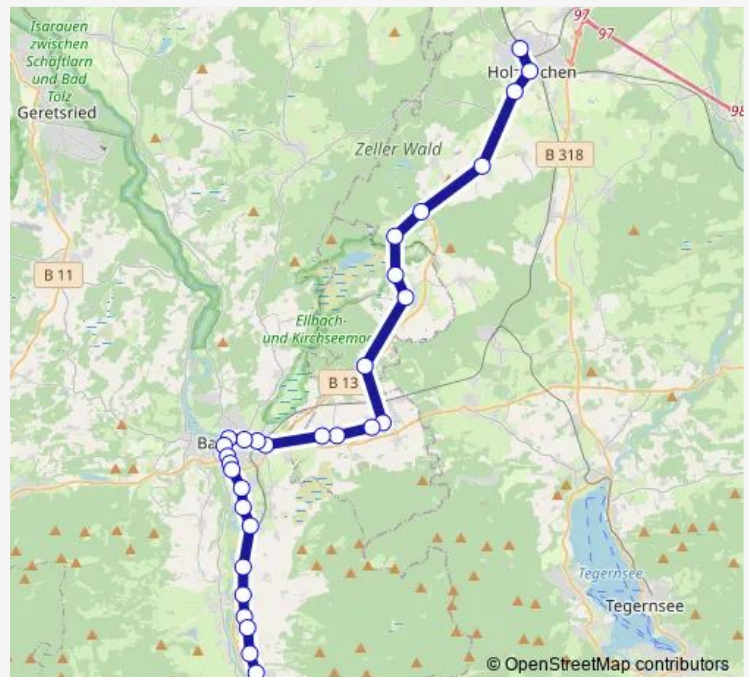 Isarauen
zwischen
Schäftlarn
und Bad
Tölz
97
97
98
Geretsried
Zeller Wald
B 318
B 11
Ellbach-
und Kirchseemoor
B 13
Tegernsee
Tegernsee
© OpenStreetMap contributors